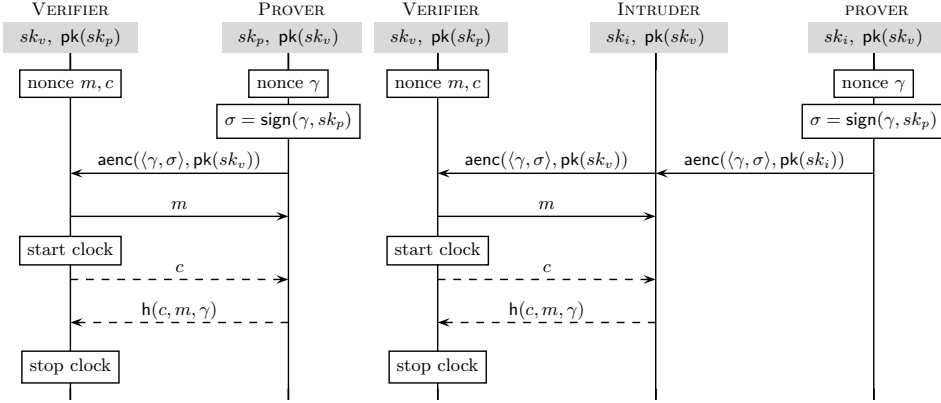 VERIFIER PROVER VERIFIER INTRUDER PROVER
sk_v, pk(sk_p) sk_p, pk(sk_v) sk_v, pk(sk_p) sk_i, pk(sk_v) sk_i, pk(sk_v)
nonce m, c nonce γ nonce m, c nonce γ
σ = sign(γ, sk_p) σ = sign(γ, sk_p)
aenc(⟨γ, σ⟩, pk(sk_v)) aenc(⟨γ, σ⟩, pk(sk_v)) aenc(⟨γ, σ⟩, pk(sk_i))
m m
start clock start clock
c c
h(c, m, γ) h(c, m, γ)
stop clock stop clock